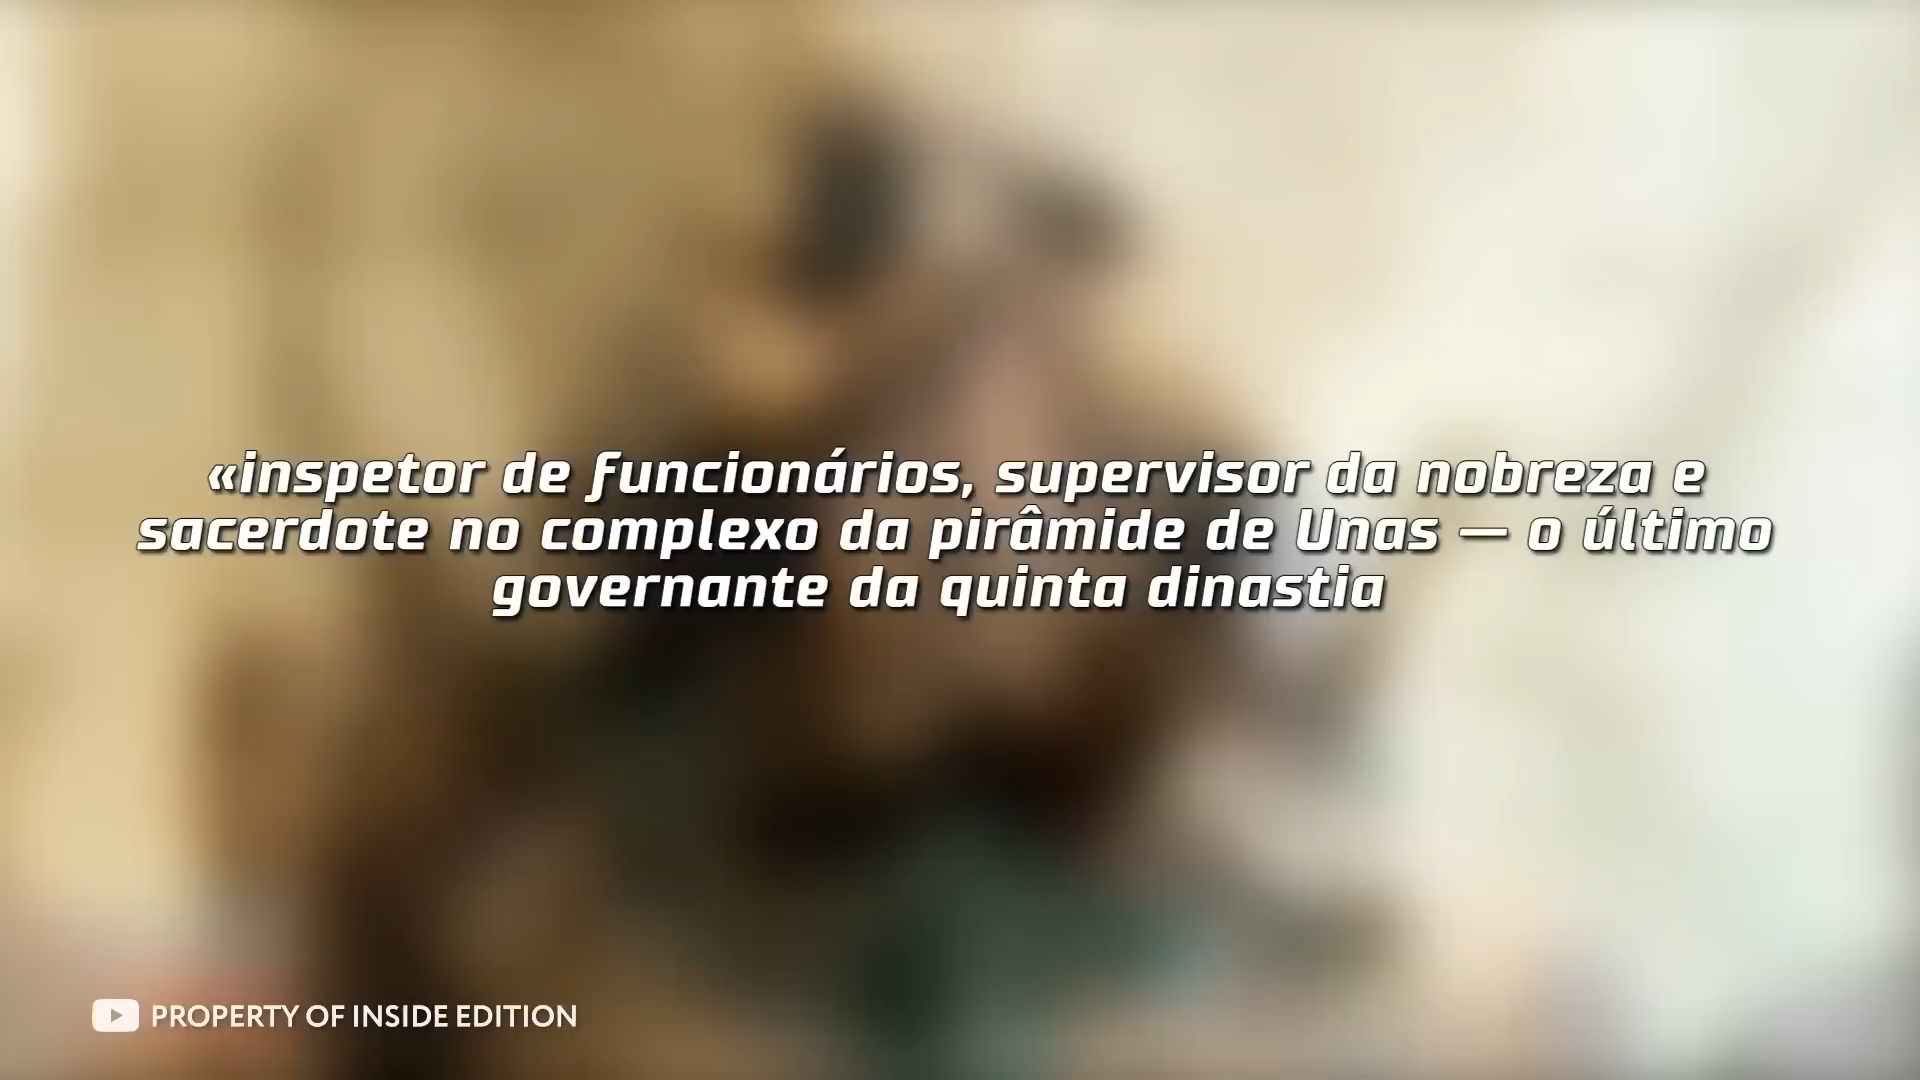 «inspetor de funcionários, supervisor da nobreza e
sacerdote no complexo da pirâmide de Unas — o último
governante da quinta dinastia
PROPERTY OF INSIDE EDITION